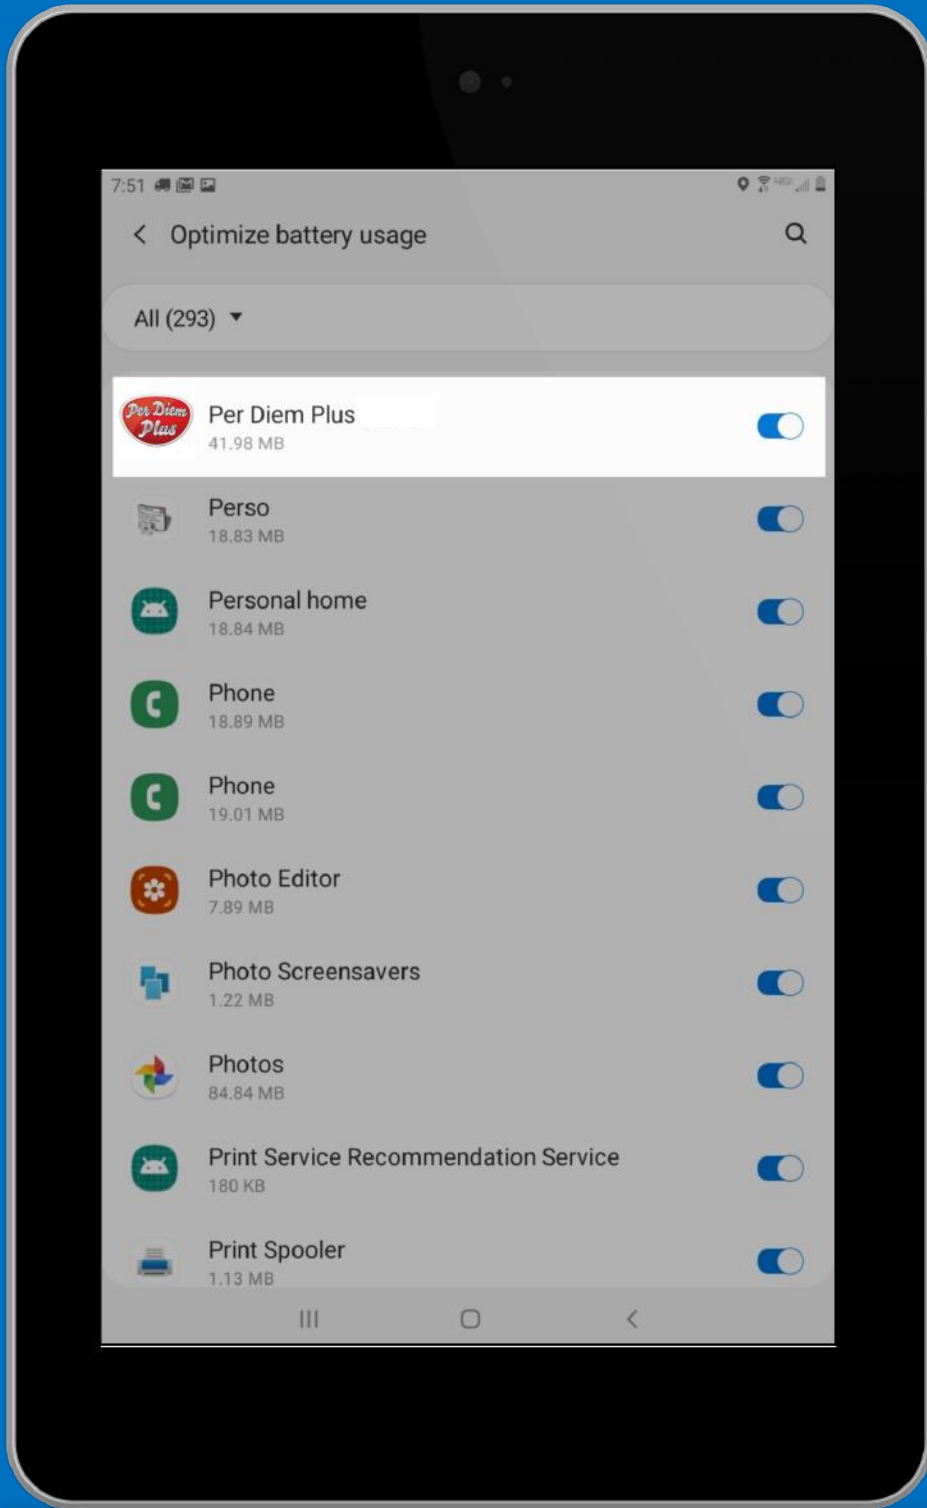 7:51
Optimize battery usage
All (293)
Per Diem
Plus
Per Diem Plus
41.98 MB
Perso
18.83 MB
Personal home
18.84 MB
Phone
18.89 MB
Phone
19.01 MB
Photo Editor
7.89 MB
Photo Screensavers
1.22 MB
Photos
84.84 MB
Print Service Recommendation Service
180 KB
Print Spooler
1.13 MB